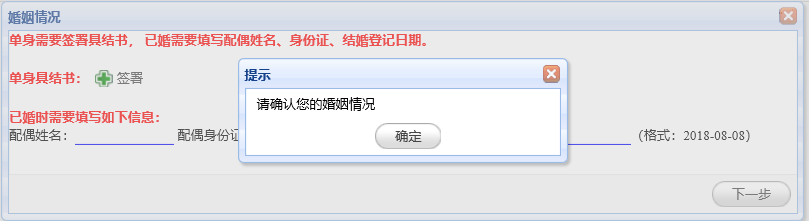 婚姻情况
单身需要签署具结书， 已婚需要填写配偶姓名、身份证、结婚登记日期。
单身具结书： 签署
提示
请确认您的婚姻情况
确定
已婚时需要填写如下信息：
配偶姓名： 配偶身份证 （格式：2018-08-08）
下一步